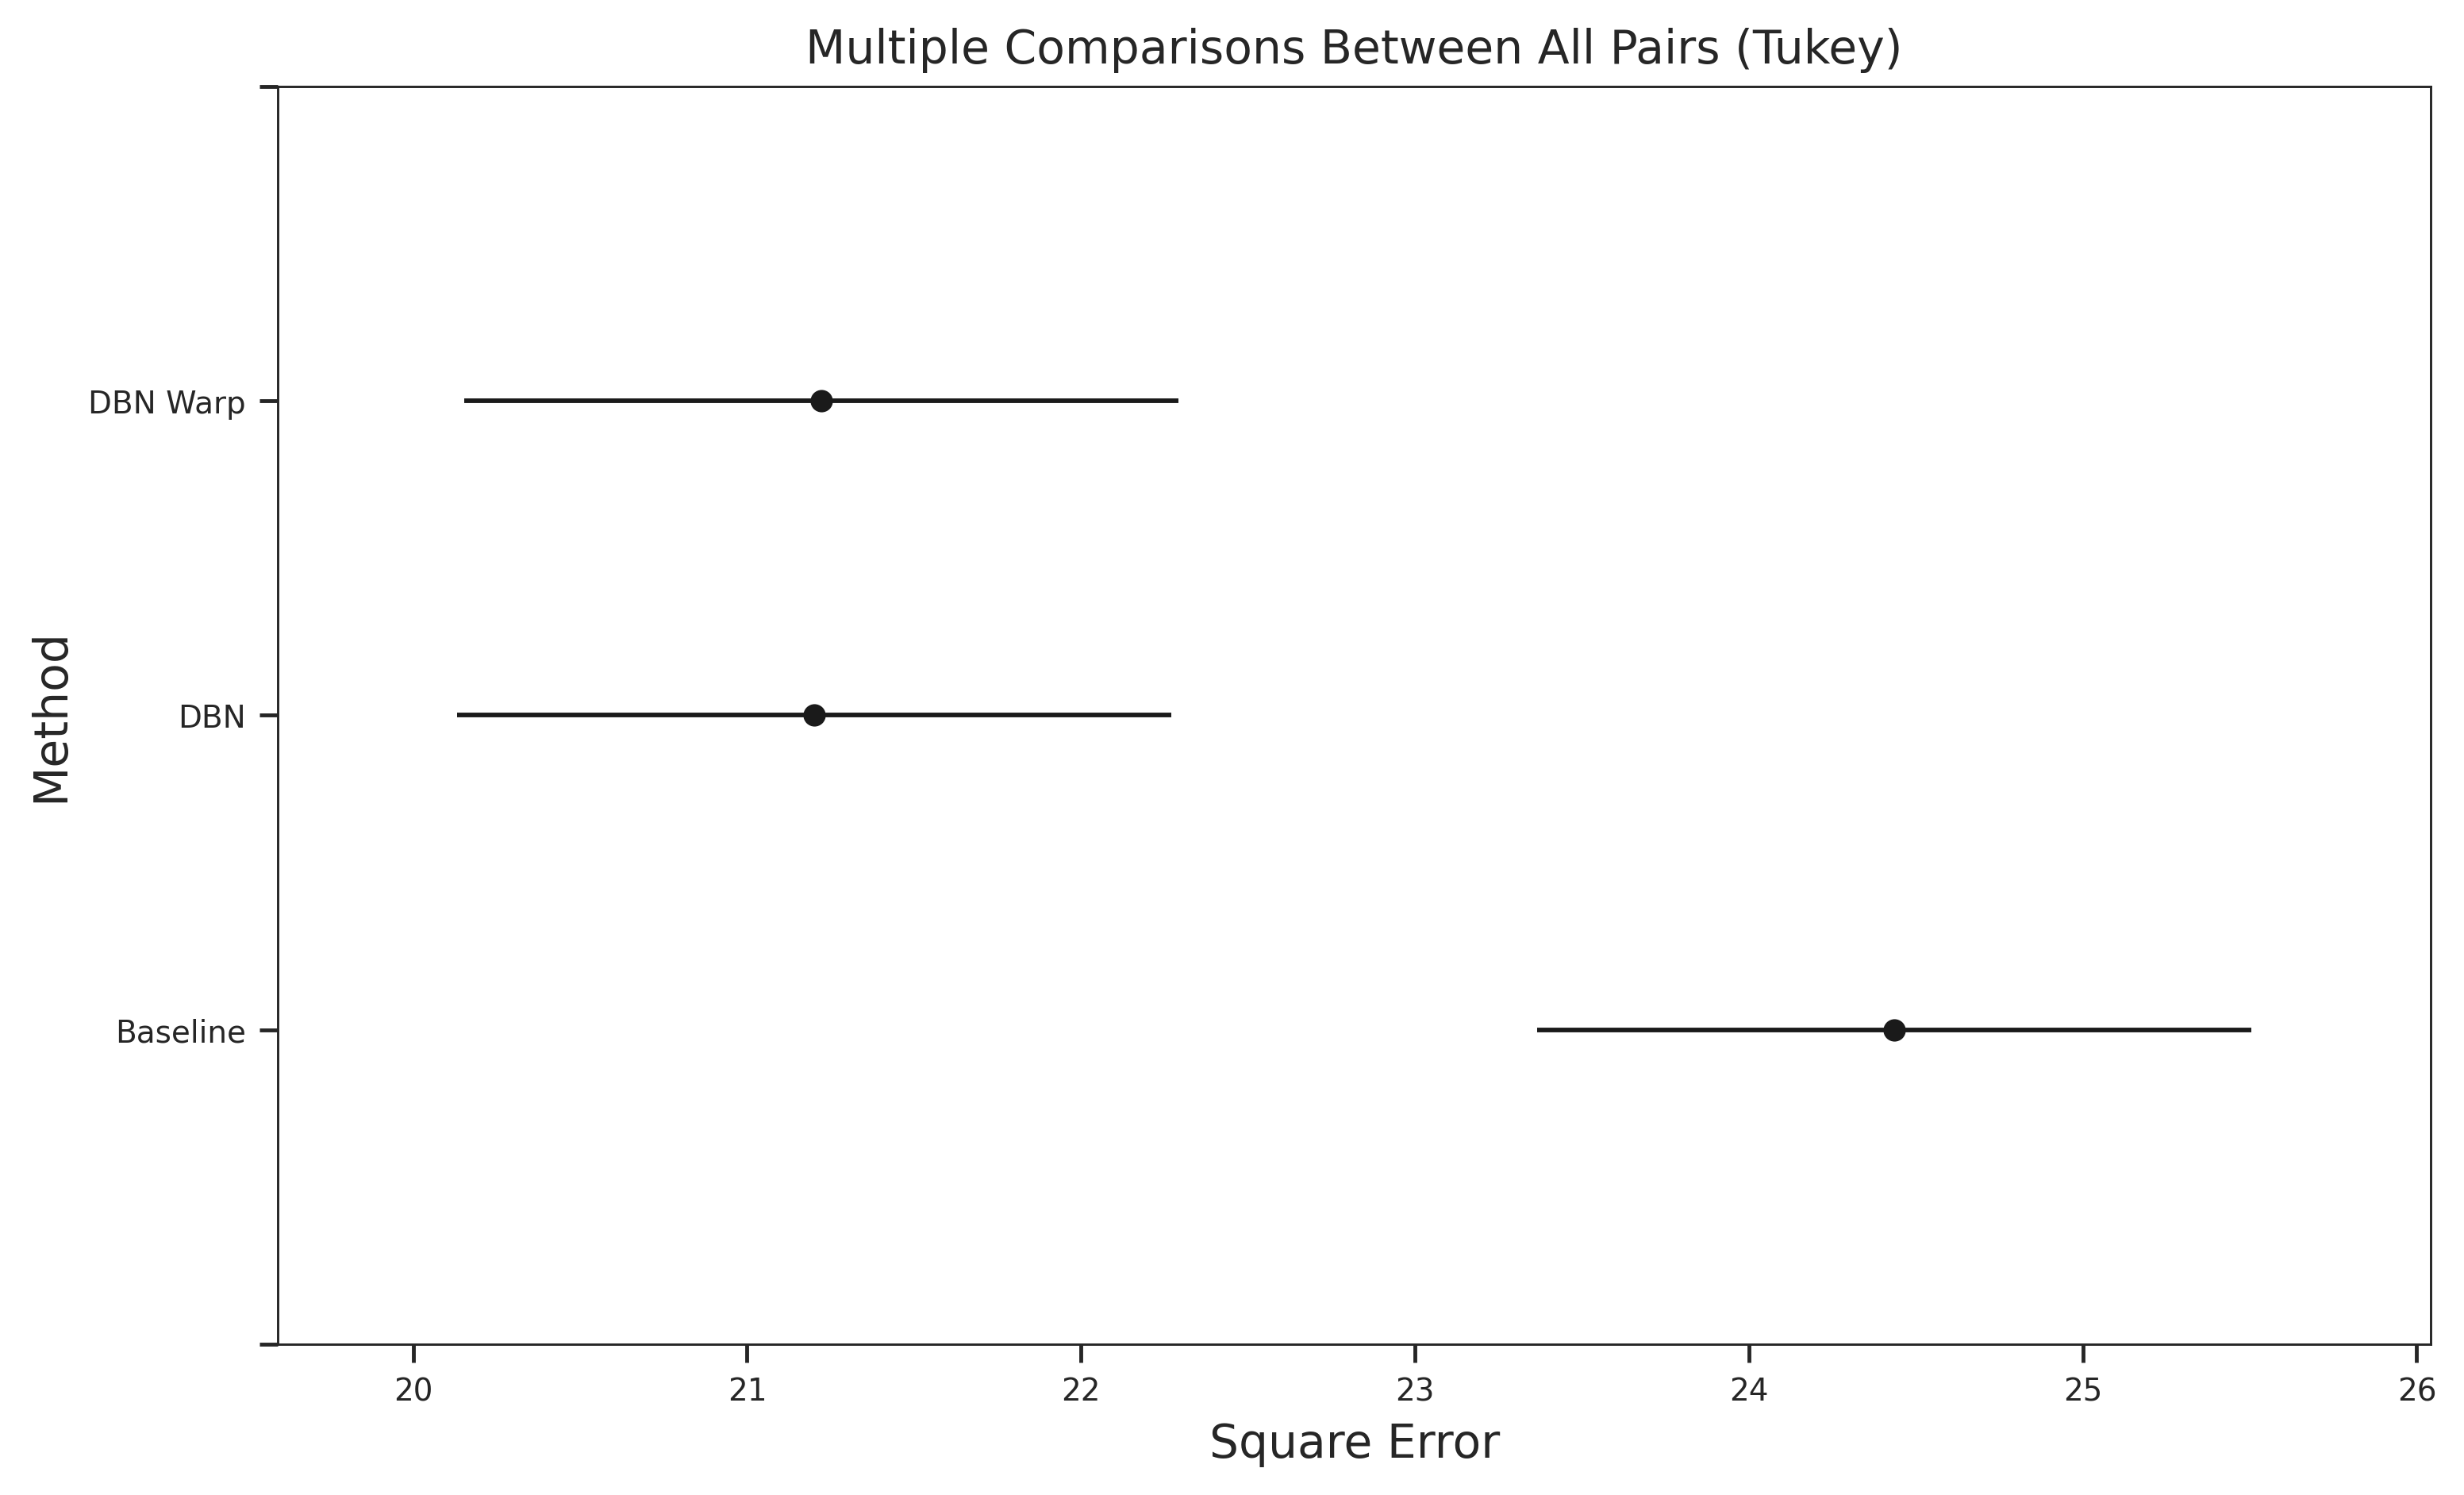 Multiple Comparisons Between All Pairs (Tukey)
Method
DBN Warp
DBN
Baseline
20 21 22 23 24 25 26
Square Error